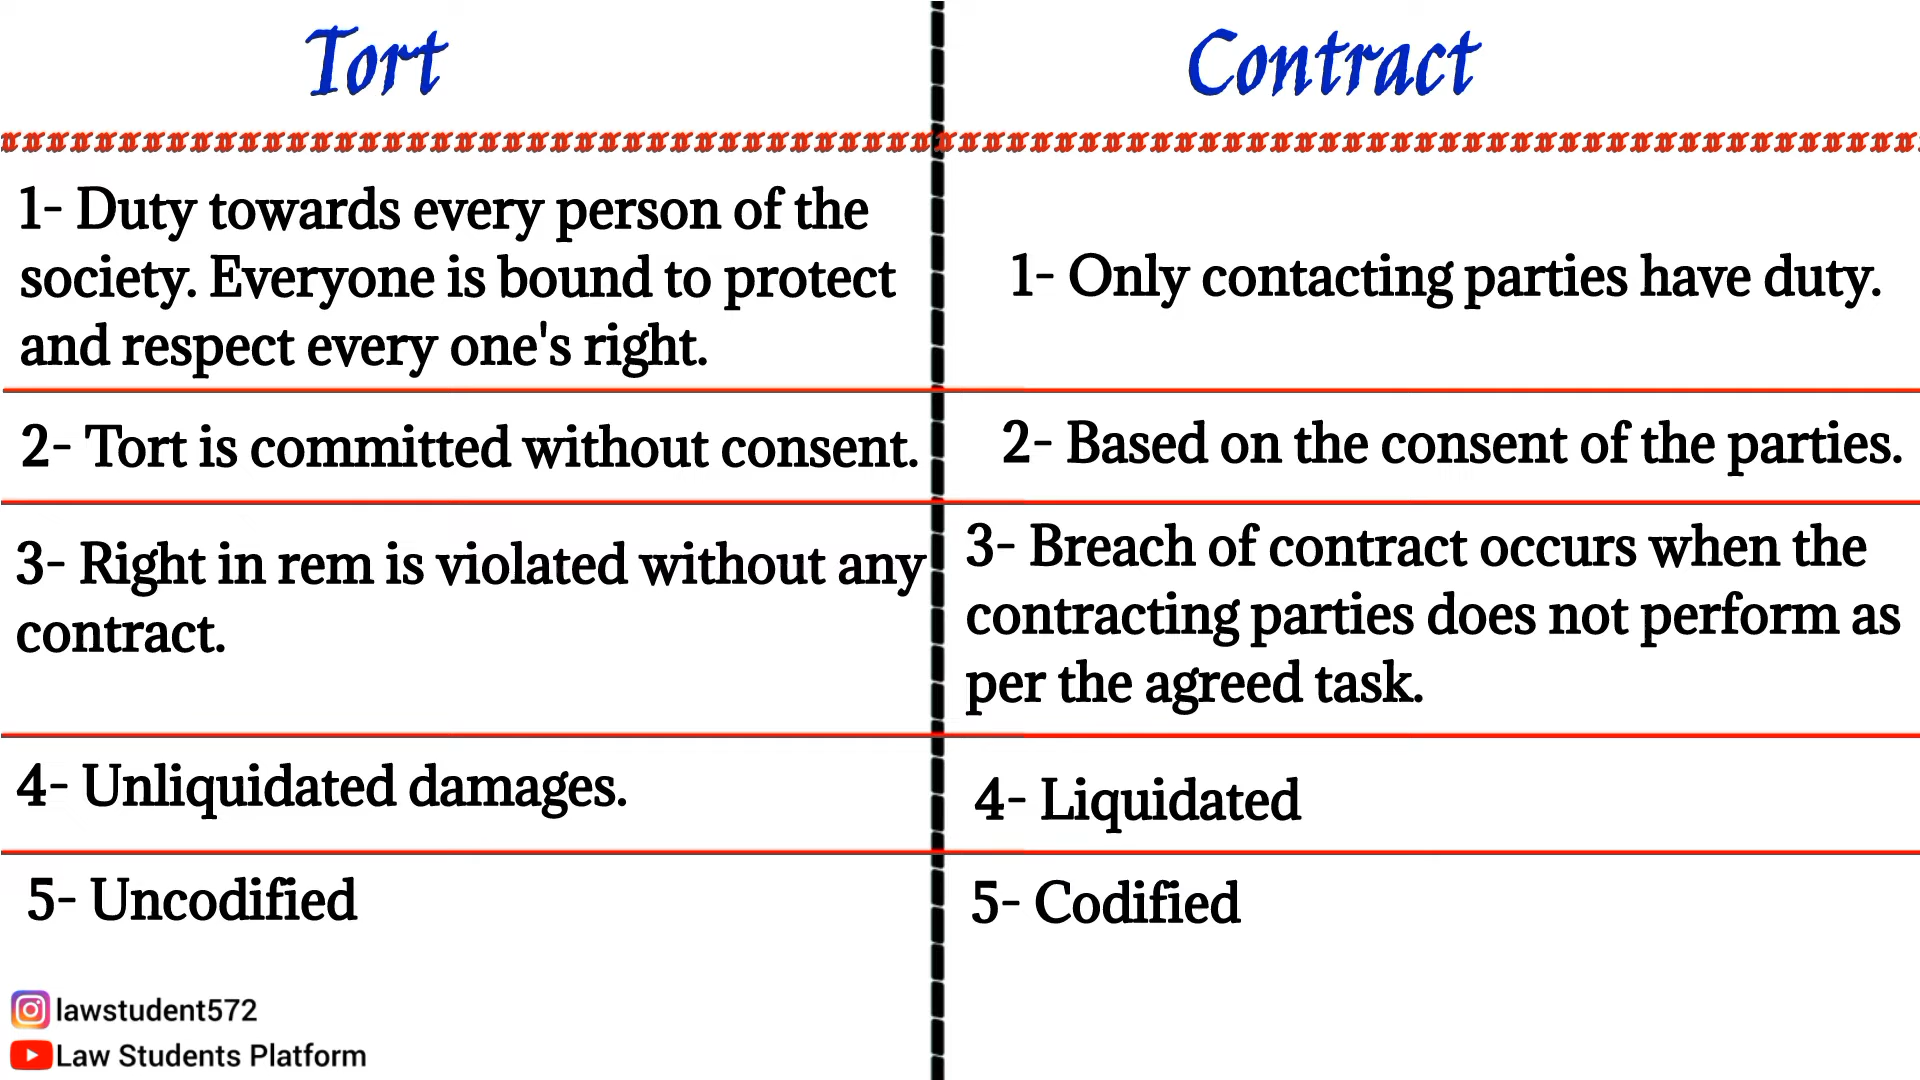 Tort
Contract
1- Duty towards every person of the
society. Everyone is bound to protect
and respect every one's right.
1- Only contacting parties have duty.
2- Tort is committed without consent.
2- Based on the consent of the parties.
3- Right in rem is violated without any
contract.
3- Breach of contract occurs when the
contracting parties does not perform as
per the agreed task.
4- Unliquidated damages.
4- Liquidated
5- Uncodified
5- Codified
lawstudent572
Law Students Platform